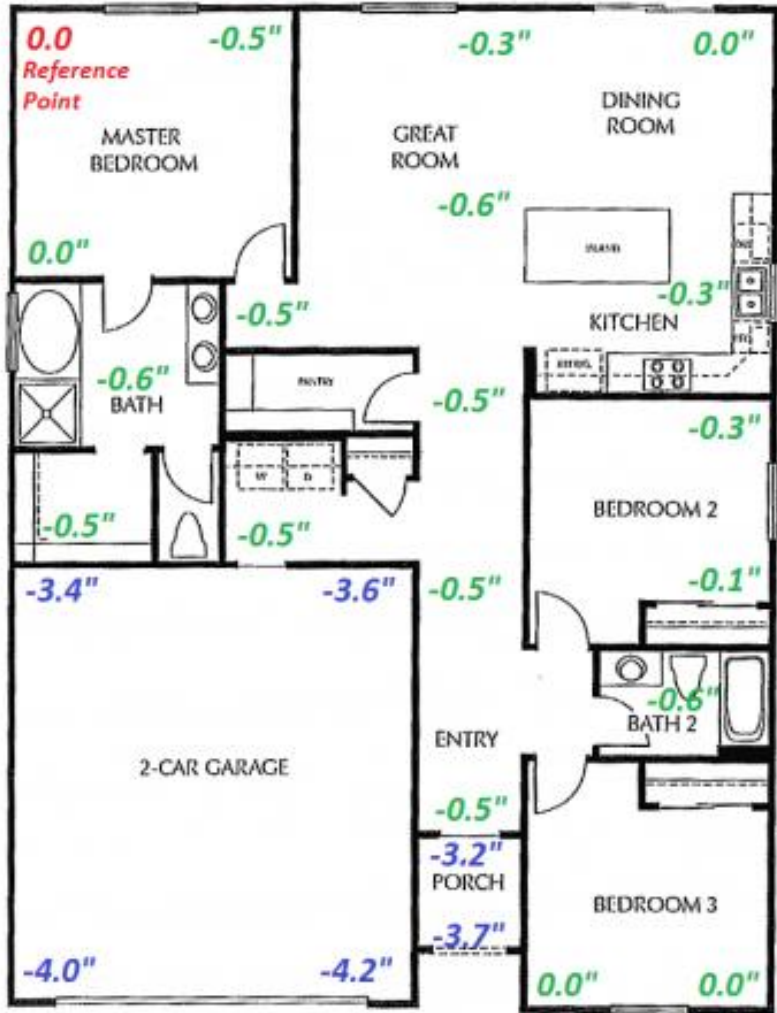 0.0
-0.5"
-0.3"
0.0"
Reference
Point
DINING
ROOM
MASTER
BEDROOM
GREAT
ROOM
-0.6"
0.0"
ISLAND
-0.3"
-0.5"
KITCHEN
-0.6"
BATH
PANTRY
REFRIG.
-0.5"
-0.3"
W
D
BEDROOM 2
-0.5"
-0.5"
-3.4"
-3.6"
-0.5"
-0.1"
-0.6"
BATH 2
ENTRY
2-CAR GARAGE
-0.5"
-3.2"
PORCH
BEDROOM 3
-3.7"
-4.0"
-4.2"
0.0"
0.0"